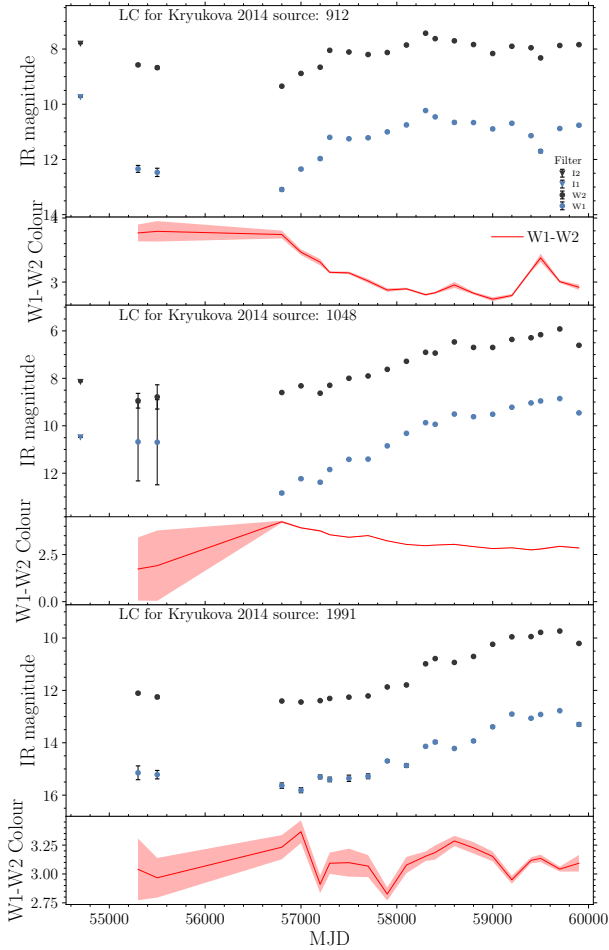 LC for Kryukova 2014 source: 912
8
10
12
14
IR magnitude
Filter
I2
I1
W2
W1
4
3
W1-W2 Colour
W1-W2
LC for Kryukova 2014 source: 1048
6
8
10
12
IR magnitude
2.5
0.0
W1-W2 Colour
LC for Kryukova 2014 source: 1991
10
12
14
16
IR magnitude
3.25
3.00
2.75
W1-W2 Colour
55000 56000 57000 58000 59000 60000
MJD